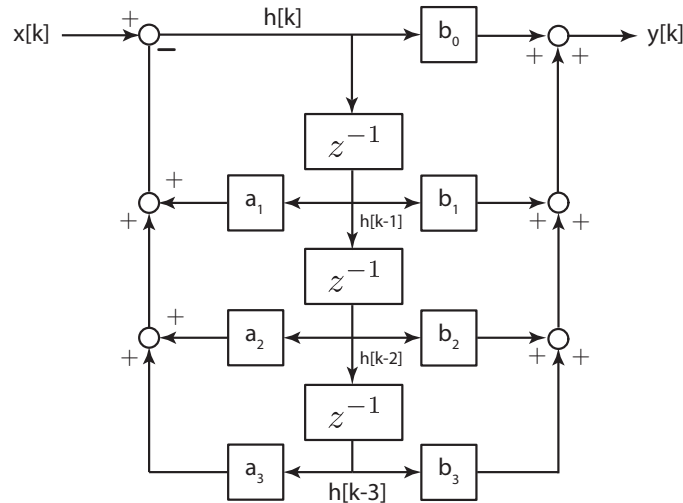 x[k] + − h[k] b₀ + + y[k]
z⁻¹
+ + a₁ h[k-1] b₁ + +
z⁻¹
+ + a₂ h[k-2] b₂ + +
z⁻¹
a₃ h[k-3] b₃